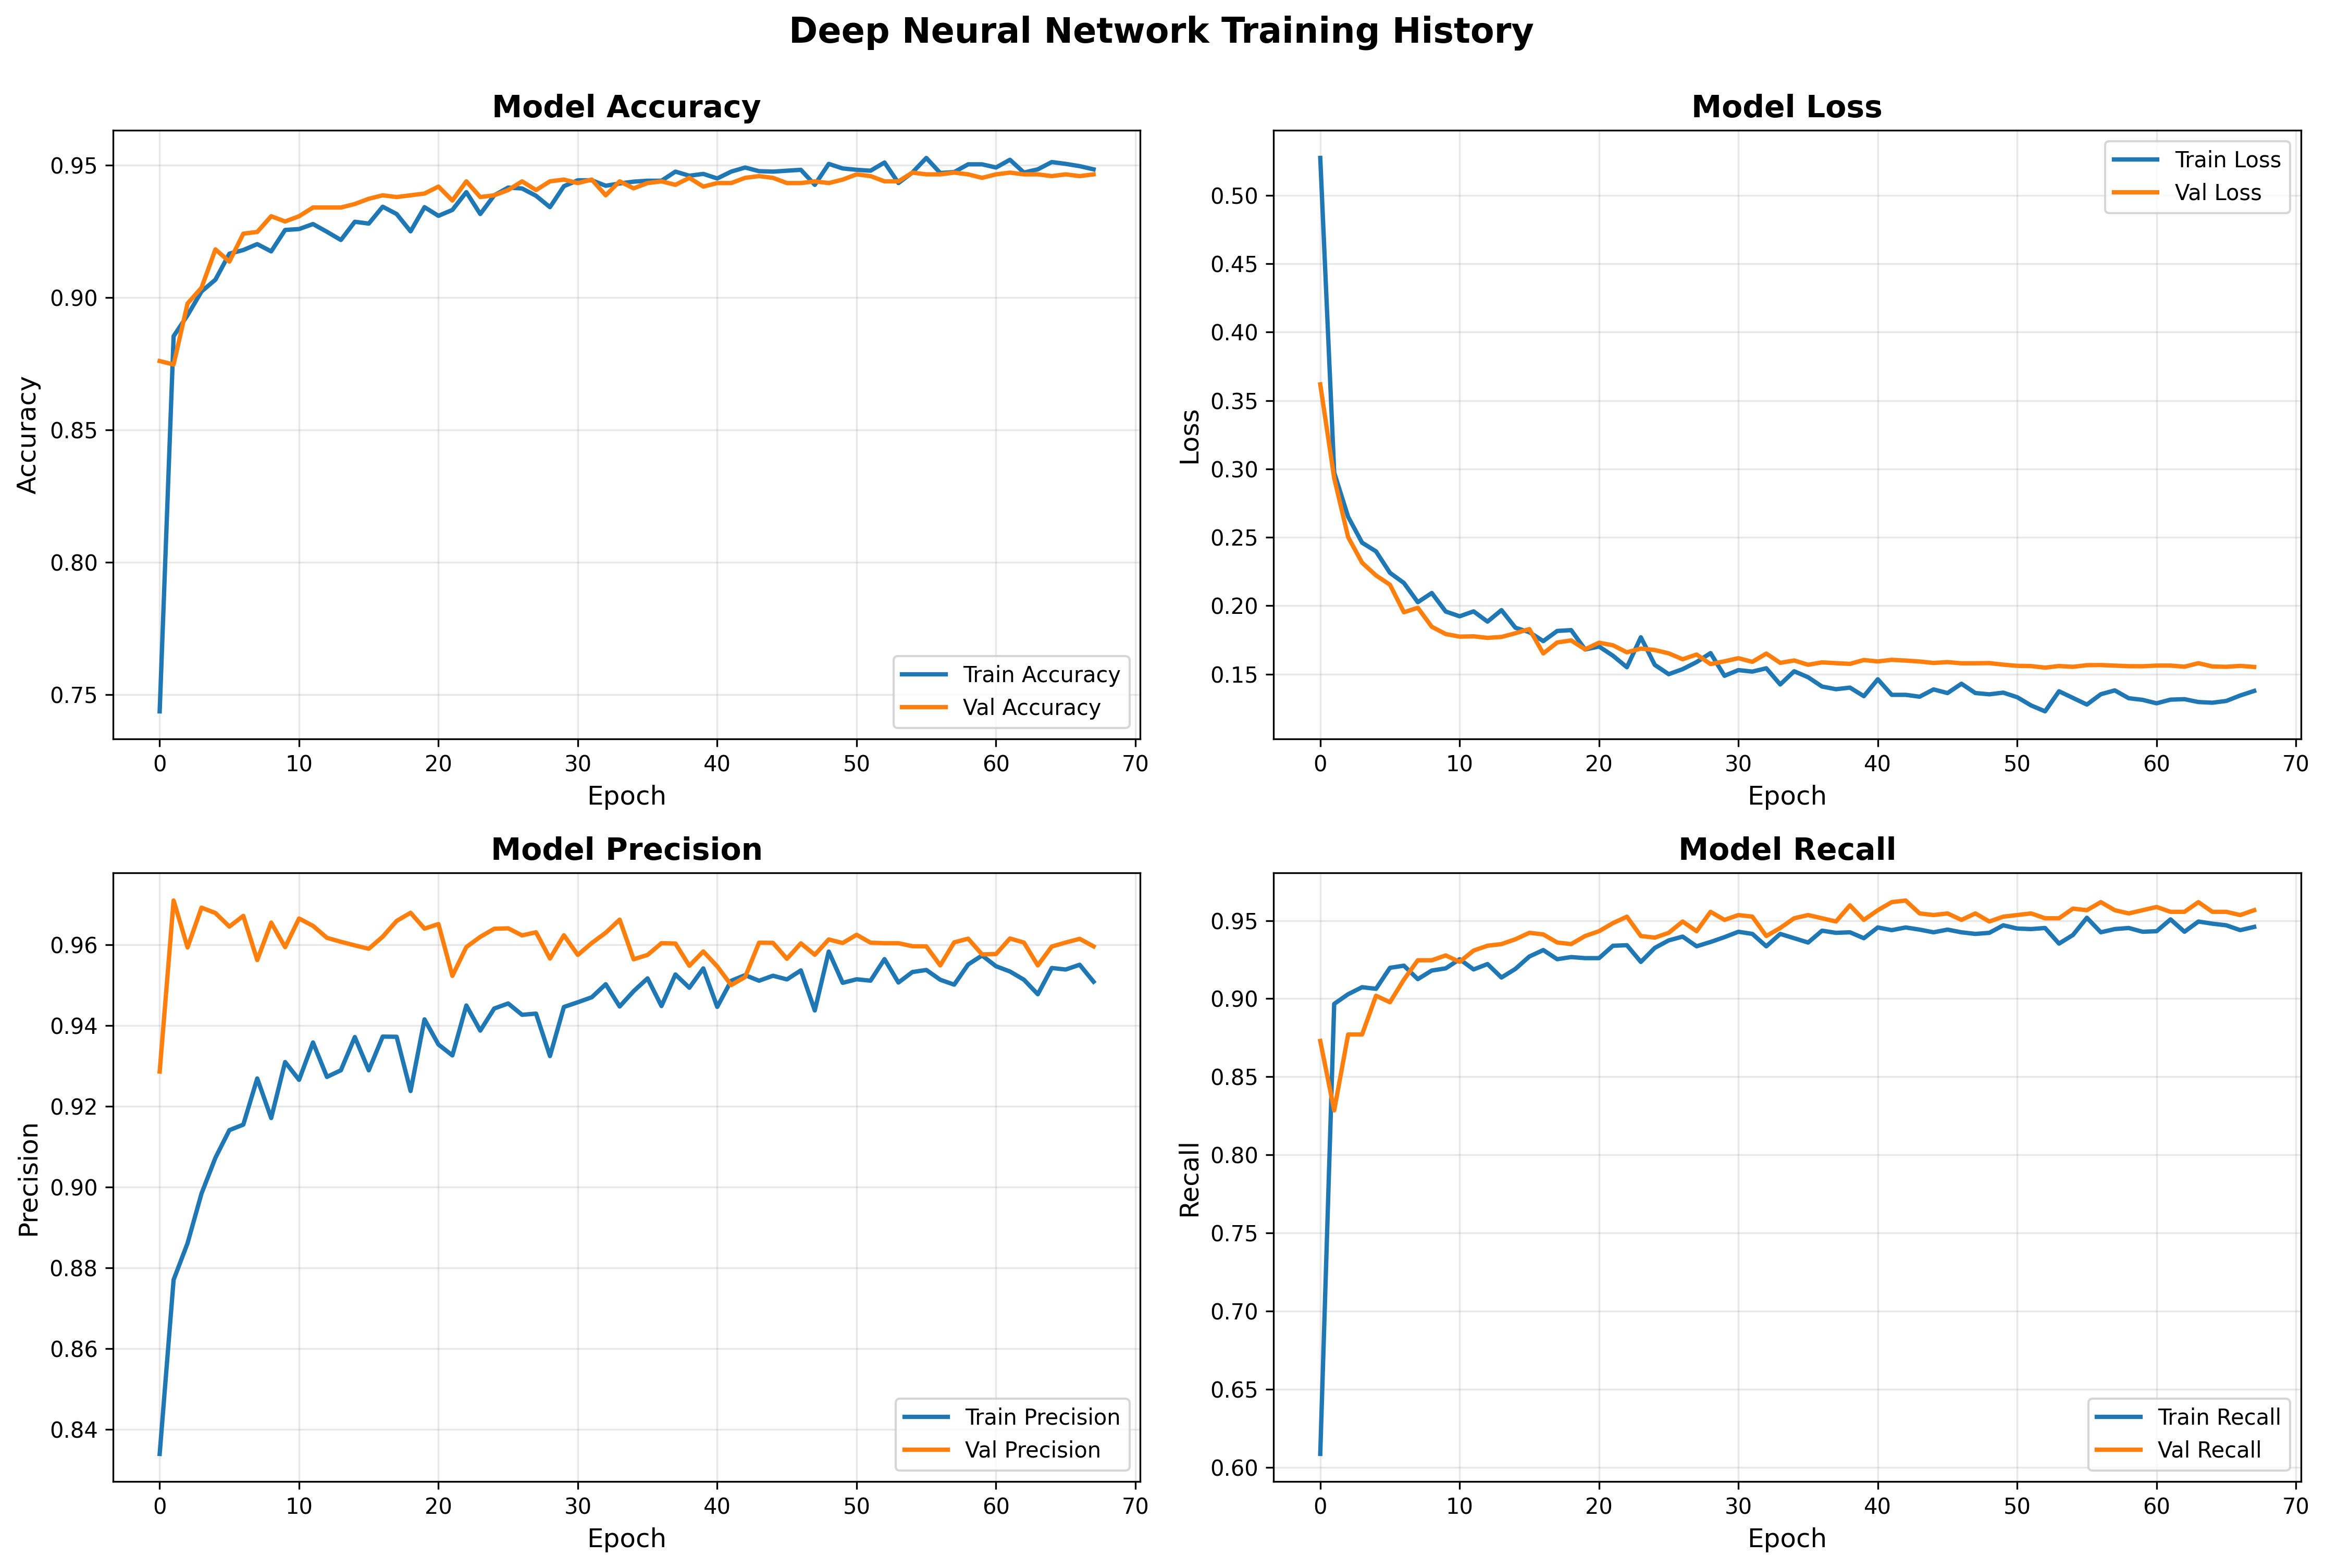 Deep Neural Network Training History
Model Accuracy
Accuracy
0.95
0.90
0.85
0.80
0.75
Train Accuracy
Val Accuracy
0 10 20 30 40 50 60 70
Epoch
Model Loss
Loss
0.50
0.45
0.40
0.35
0.30
0.25
0.20
0.15
Train Loss
Val Loss
0 10 20 30 40 50 60 70
Epoch
Model Precision
Precision
0.96
0.94
0.92
0.90
0.88
0.86
0.84
Train Precision
Val Precision
0 10 20 30 40 50 60 70
Epoch
Model Recall
Recall
0.95
0.90
0.85
0.80
0.75
0.70
0.65
0.60
Train Recall
Val Recall
0 10 20 30 40 50 60 70
Epoch